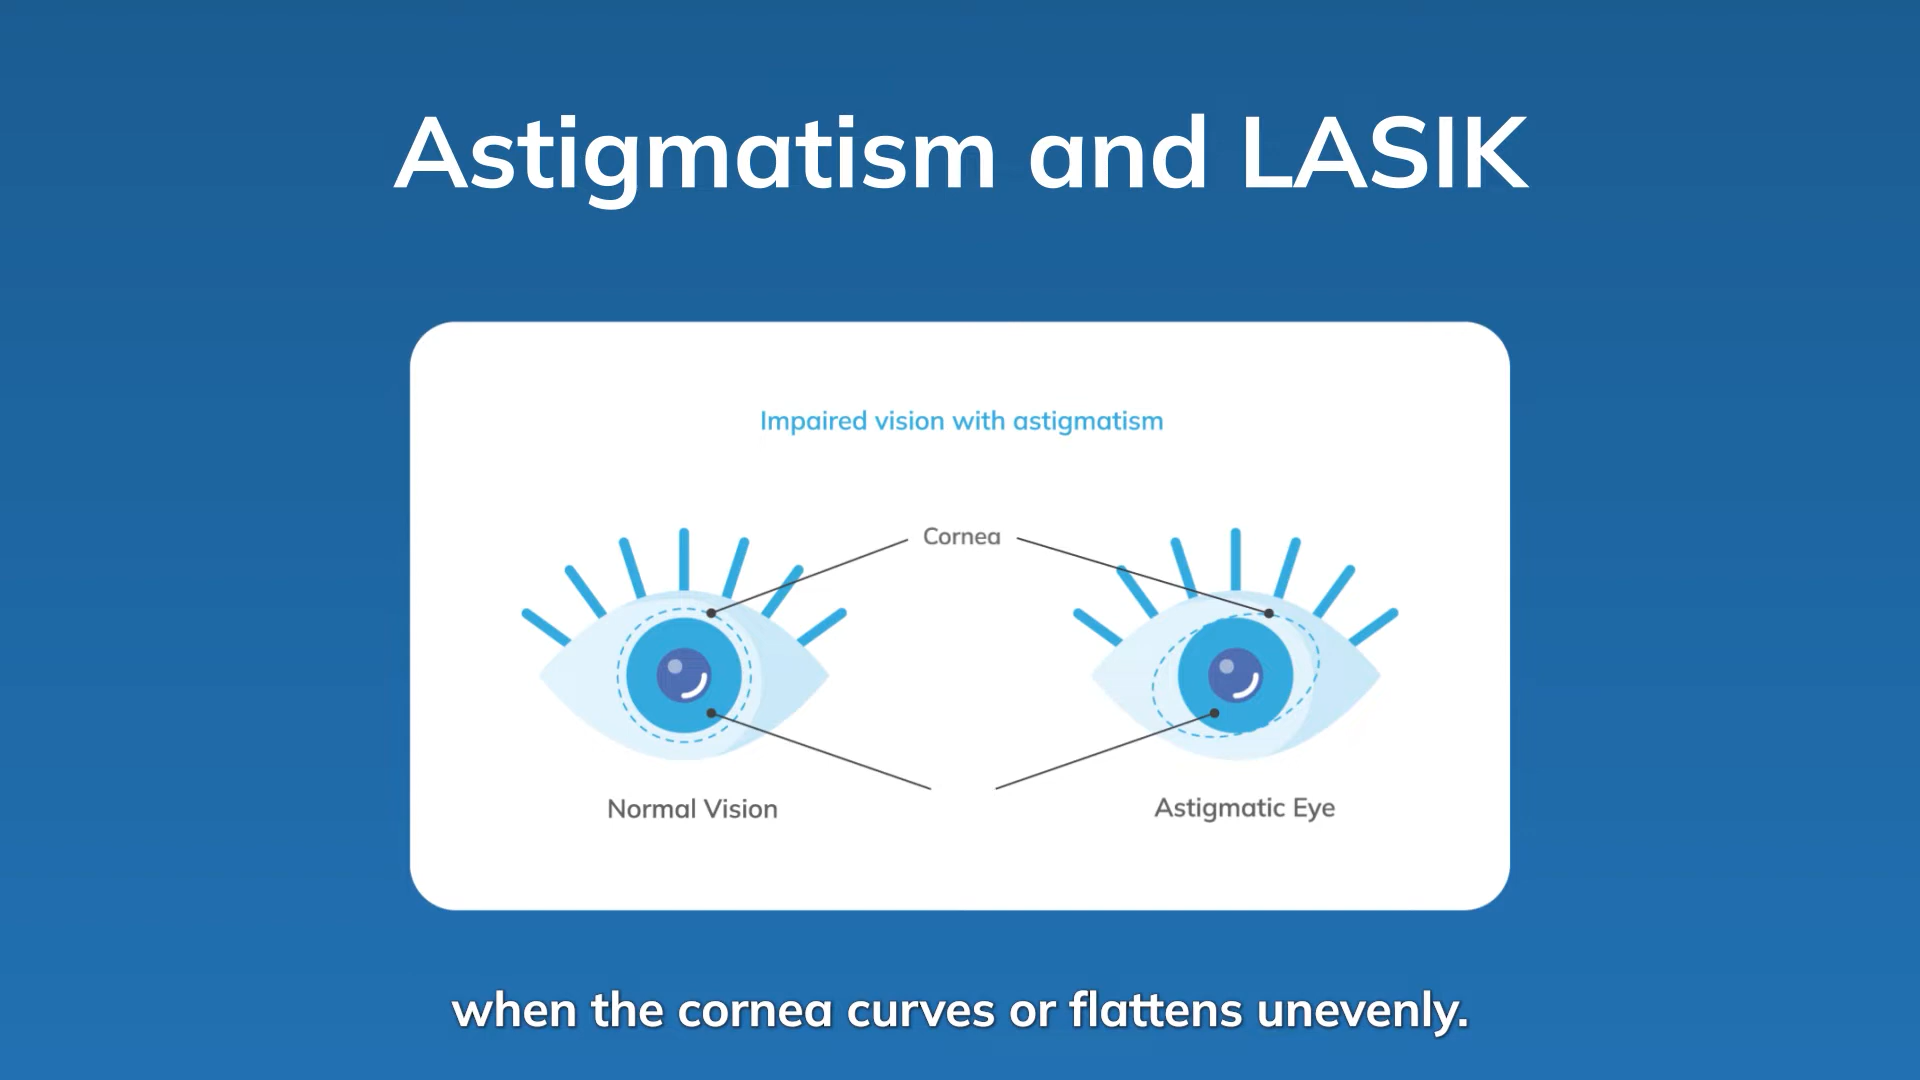 Astigmatism and LASIK
Impaired vision with astigmatism
Cornea
Normal Vision
Astigmatic Eye
when the cornea curves or flattens unevenly.